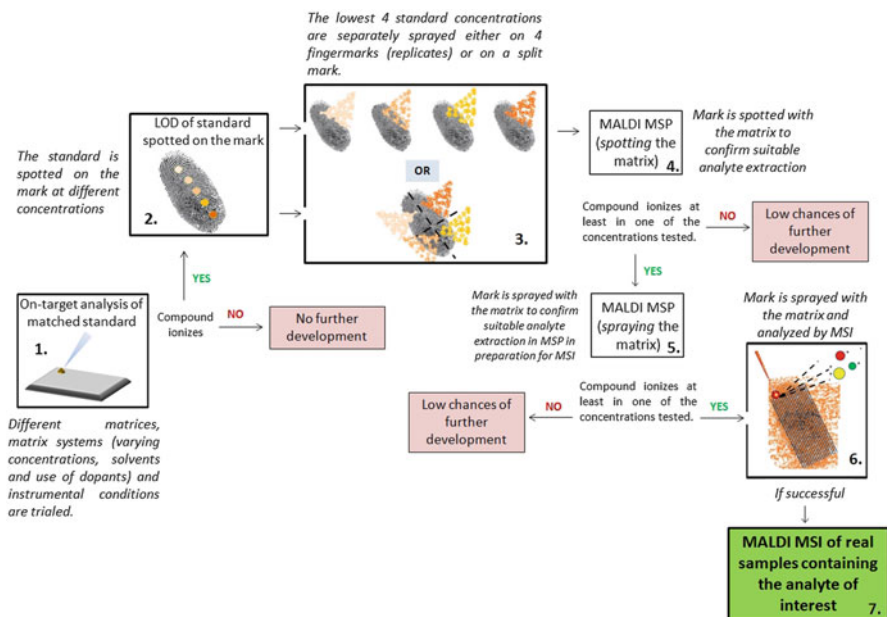 The lowest 4 standard concentrations
are separately sprayed either on 4
fingermarks (replicates) or on a split
mark.
The standard is
spotted on the
mark at different
concentrations
LOD of standard
spotted on the mark
2.
OR
3.
MALDI MSP
(spotting the
matrix)
4.
Mark is spotted with
the matrix to
confirm suitable
analyte extraction
Compound ionizes at
least in one of the
concentrations tested.
NO
Low chances of
further
development
YES
YES
On-target analysis of
matched standard
1.
Compound
ionizes
NO
No further
development
Mark is sprayed with
the matrix to confirm
suitable analyte
extraction in MSP in
preparation for MSI
MALDI MSP
(spraying the
matrix)
5.
Mark is sprayed with
the matrix and
analyzed by MSI
Different matrices,
matrix systems (varying
concentrations, solvents
and use of dopants) and
instrumental conditions
are trialed.
Low chances of
further
development
NO
Compound ionizes at
least in one of the
concentrations tested.
YES
6.
If successful
MALDI MSI of real
samples containing
the analyte of
interest
7.